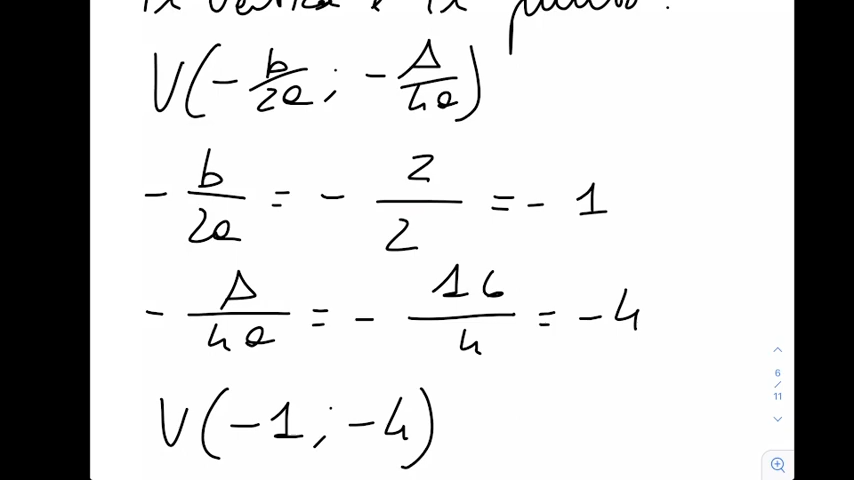 V(-b/2a ; -Δ/4a)
-b/2a = -2/2 = -1
-Δ/4a = -16/4 = -4
V(-1 ; -4)
6
/
11